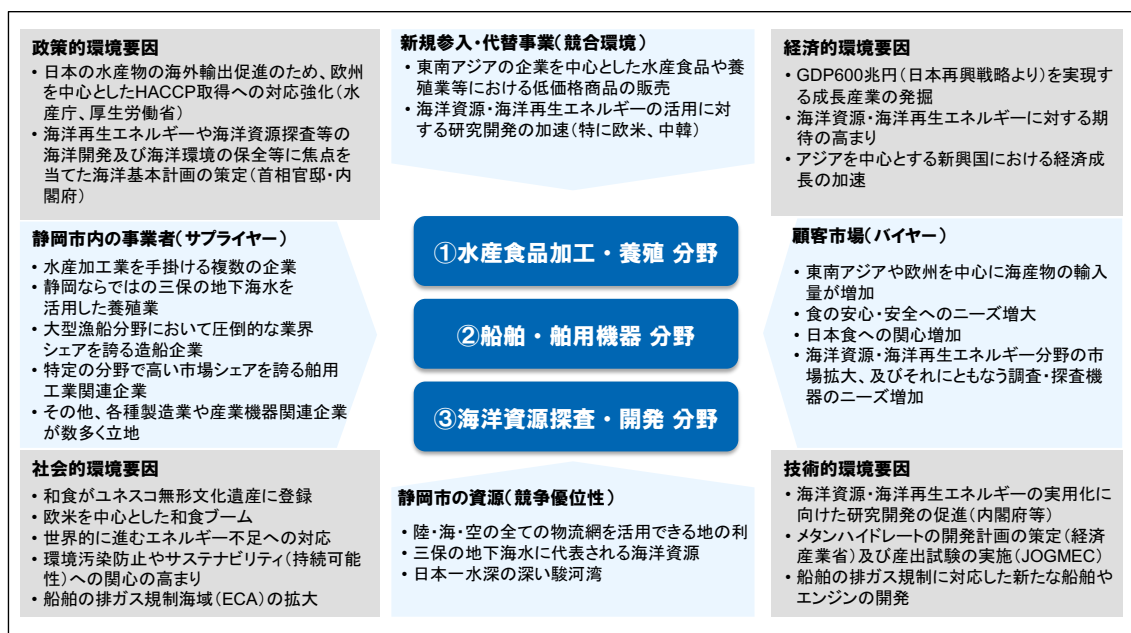 政策的環境要因
・日本の水産物の海外輸出促進のため、欧州
を中心としたHACCP取得への対応強化(水
産庁、厚生労働省)
・海洋再生エネルギーや海洋資源探査等の
海洋開発及び海洋環境の保全等に焦点を
当てた海洋基本計画の策定(首相官邸・内
閣府)
新規参入・代替事業(競合環境)
・東南アジアの企業を中心とした水産食品や養
殖業等における低価格商品の販売
・海洋資源・海洋再生エネルギーの活用に対
する研究開発の加速(特に欧米、中韓)
経済的環境要因
・GDP600兆円(日本再興戦略より)を実現す
る成長産業の発掘
・海洋資源・海洋再生エネルギーに対する期
待の高まり
・アジアを中心とする新興国における経済成
長の加速
静岡市内の事業者(サプライヤー)
・水産加工業を手掛ける複数の企業
・静岡ならではの三保の地下海水を
活用した養殖業
・大型漁船分野において圧倒的な業界
シェアを誇る造船企業
・特定の分野で高い市場シェアを誇る舶用
工業関連企業
・その他、各種製造業や産業機器関連企業
が数多く立地
①水産食品加工・養殖 分野
②船舶・舶用機器 分野
③海洋資源探査・開発 分野
顧客市場(バイヤー)
・東南アジアや欧州を中心に海産物の輸入
量が増加
・食の安心・安全へのニーズ増大
・日本食への関心増加
・海洋資源・海洋再生エネルギー分野の市
場拡大、及びそれにともなう調査・探査機
器のニーズ増加
社会的環境要因
・和食がユネスコ無形文化遺産に登録
・欧米を中心とした和食ブーム
・世界的に進むエネルギー不足への対応
・環境汚染防止やサステナビリティ(持続可能
性)への関心の高まり
・船舶の排ガス規制海域(ECA)の拡大
静岡市の資源(競争優位性)
・陸・海・空の全ての物流網を活用できる地の利
・三保の地下海水に代表される海洋資源
・日本一水深の深い駿河湾
技術的環境要因
・海洋資源・海洋再生エネルギーの実用化に
向けた研究開発の促進(内閣府等)
・メタンハイドレートの開発計画の策定(経済
産業省)及び産出試験の実施(JOGMEC)
・船舶の排ガス規制に対応した新たな船舶や
エンジンの開発